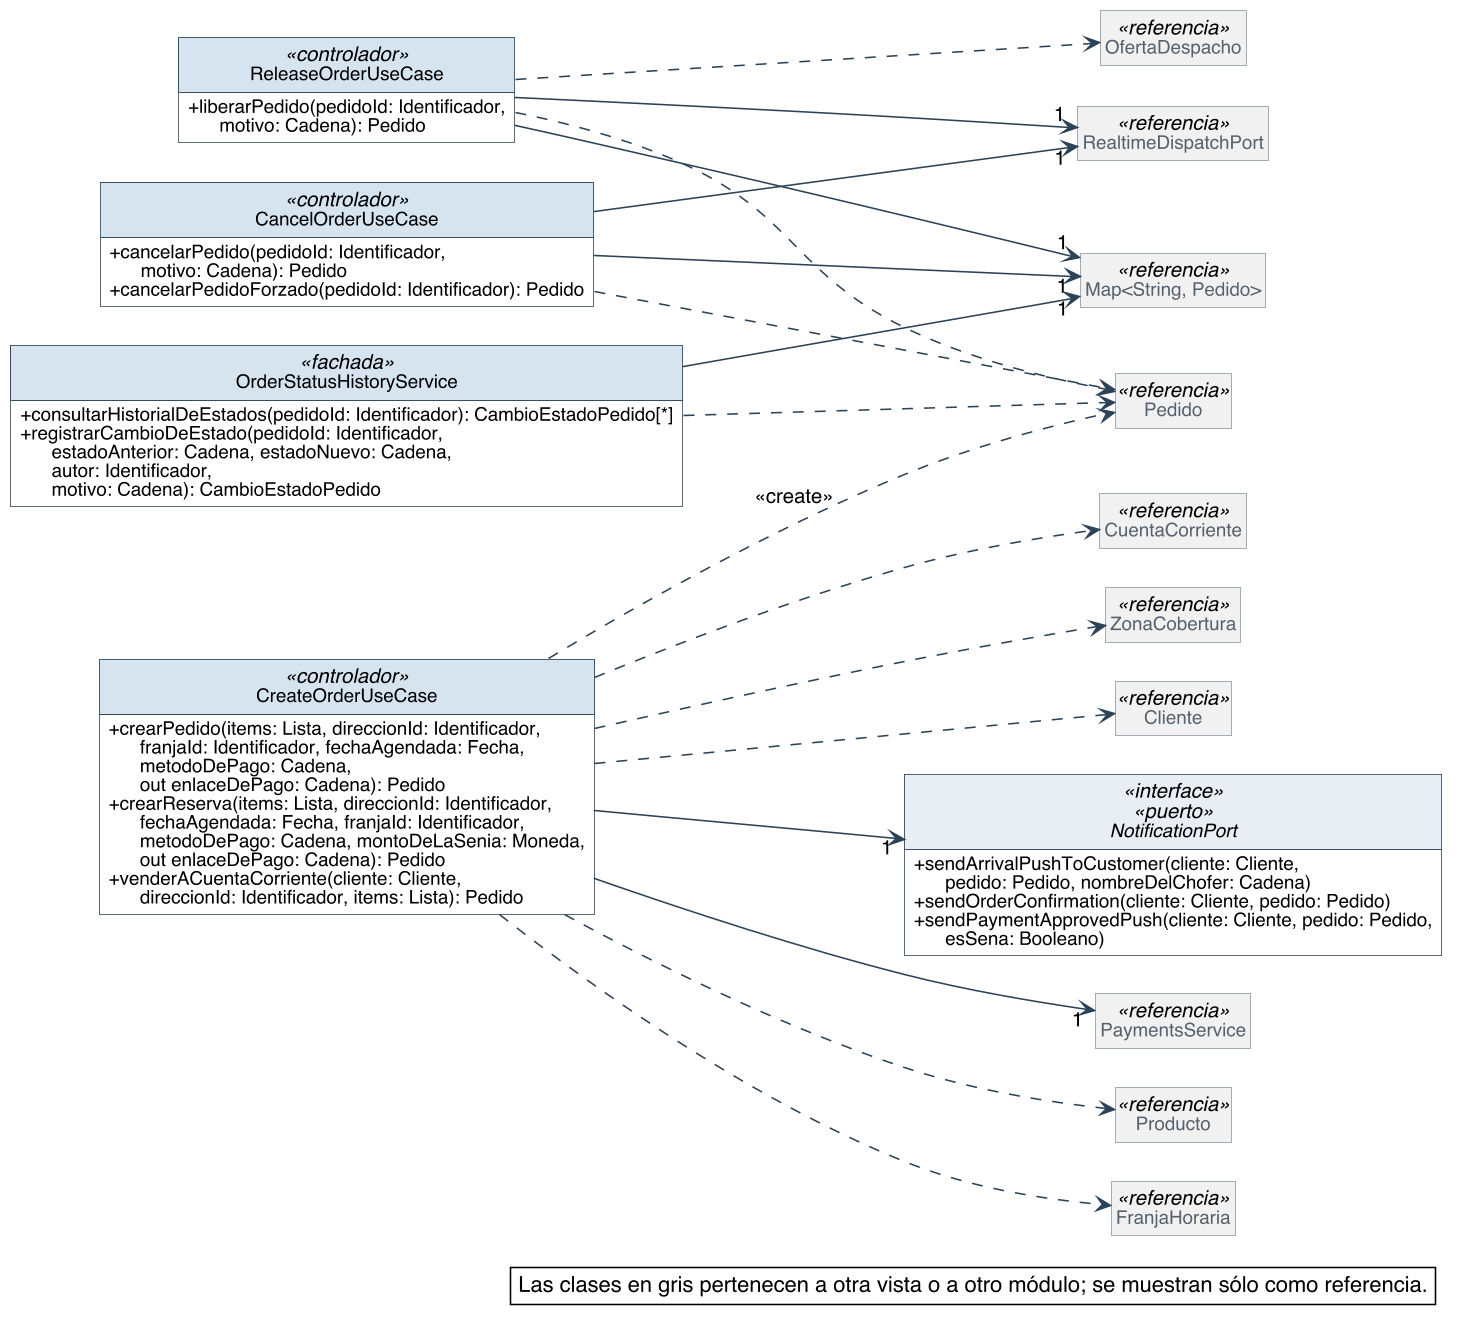 «controlador»
ReleaseOrderUseCase
+liberarPedido(pedidoId: Identificador,
motivo: Cadena): Pedido
«controlador»
CancelOrderUseCase
+cancelarPedido(pedidoId: Identificador,
motivo: Cadena): Pedido
+cancelarPedidoForzado(pedidoId: Identificador): Pedido
«fachada»
OrderStatusHistoryService
+consultarHistorialDeEstados(pedidoId: Identificador): CambioEstadoPedido[*]
+registrarCambioDeEstado(pedidoId: Identificador,
estadoAnterior: Cadena, estadoNuevo: Cadena,
autor: Identificador,
motivo: Cadena): CambioEstadoPedido
«controlador»
CreateOrderUseCase
+crearPedido(items: Lista, direccionId: Identificador,
franjaId: Identificador, fechaAgendada: Fecha,
metodoDePago: Cadena,
out enlaceDePago: Cadena): Pedido
+crearReserva(items: Lista, direccionId: Identificador,
fechaAgendada: Fecha, franjaId: Identificador,
metodoDePago: Cadena, montoDeLaSenia: Moneda,
out enlaceDePago: Cadena): Pedido
+venderACuentaCorriente(cliente: Cliente,
direccionId: Identificador, items: Lista): Pedido
«create»
«referencia»
OfertaDespacho
1
«referencia»
RealtimeDispatchPort
1
1
«referencia»
Map<String, Pedido>
1
1
«referencia»
Pedido
«referencia»
CuentaCorriente
«referencia»
ZonaCobertura
«referencia»
Cliente
1
«interface»
«puerto»
NotificationPort
+sendArrivalPushToCustomer(cliente: Cliente,
pedido: Pedido, nombreDelChofer: Cadena)
+sendOrderConfirmation(cliente: Cliente, pedido: Pedido)
+sendPaymentApprovedPush(cliente: Cliente, pedido: Pedido,
esSena: Booleano)
1
«referencia»
PaymentsService
«referencia»
Producto
«referencia»
FranjaHoraria
Las clases en gris pertenecen a otra vista o a otro módulo; se muestran sólo como referencia.